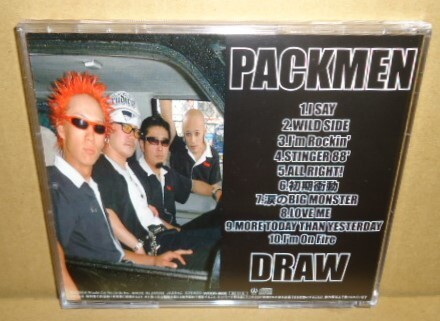 PACKMEN
1.I SAY
2.WILD SIDE
3.I'm Rockin'
4.STINGER 88'
5.ALL RIGHT!
6.初期衝動
7.涙のBIG MONSTER
8.LOVE ME
9.MORE TODAY THAN YESTERDAY
10.I'm On Fire
DRAW